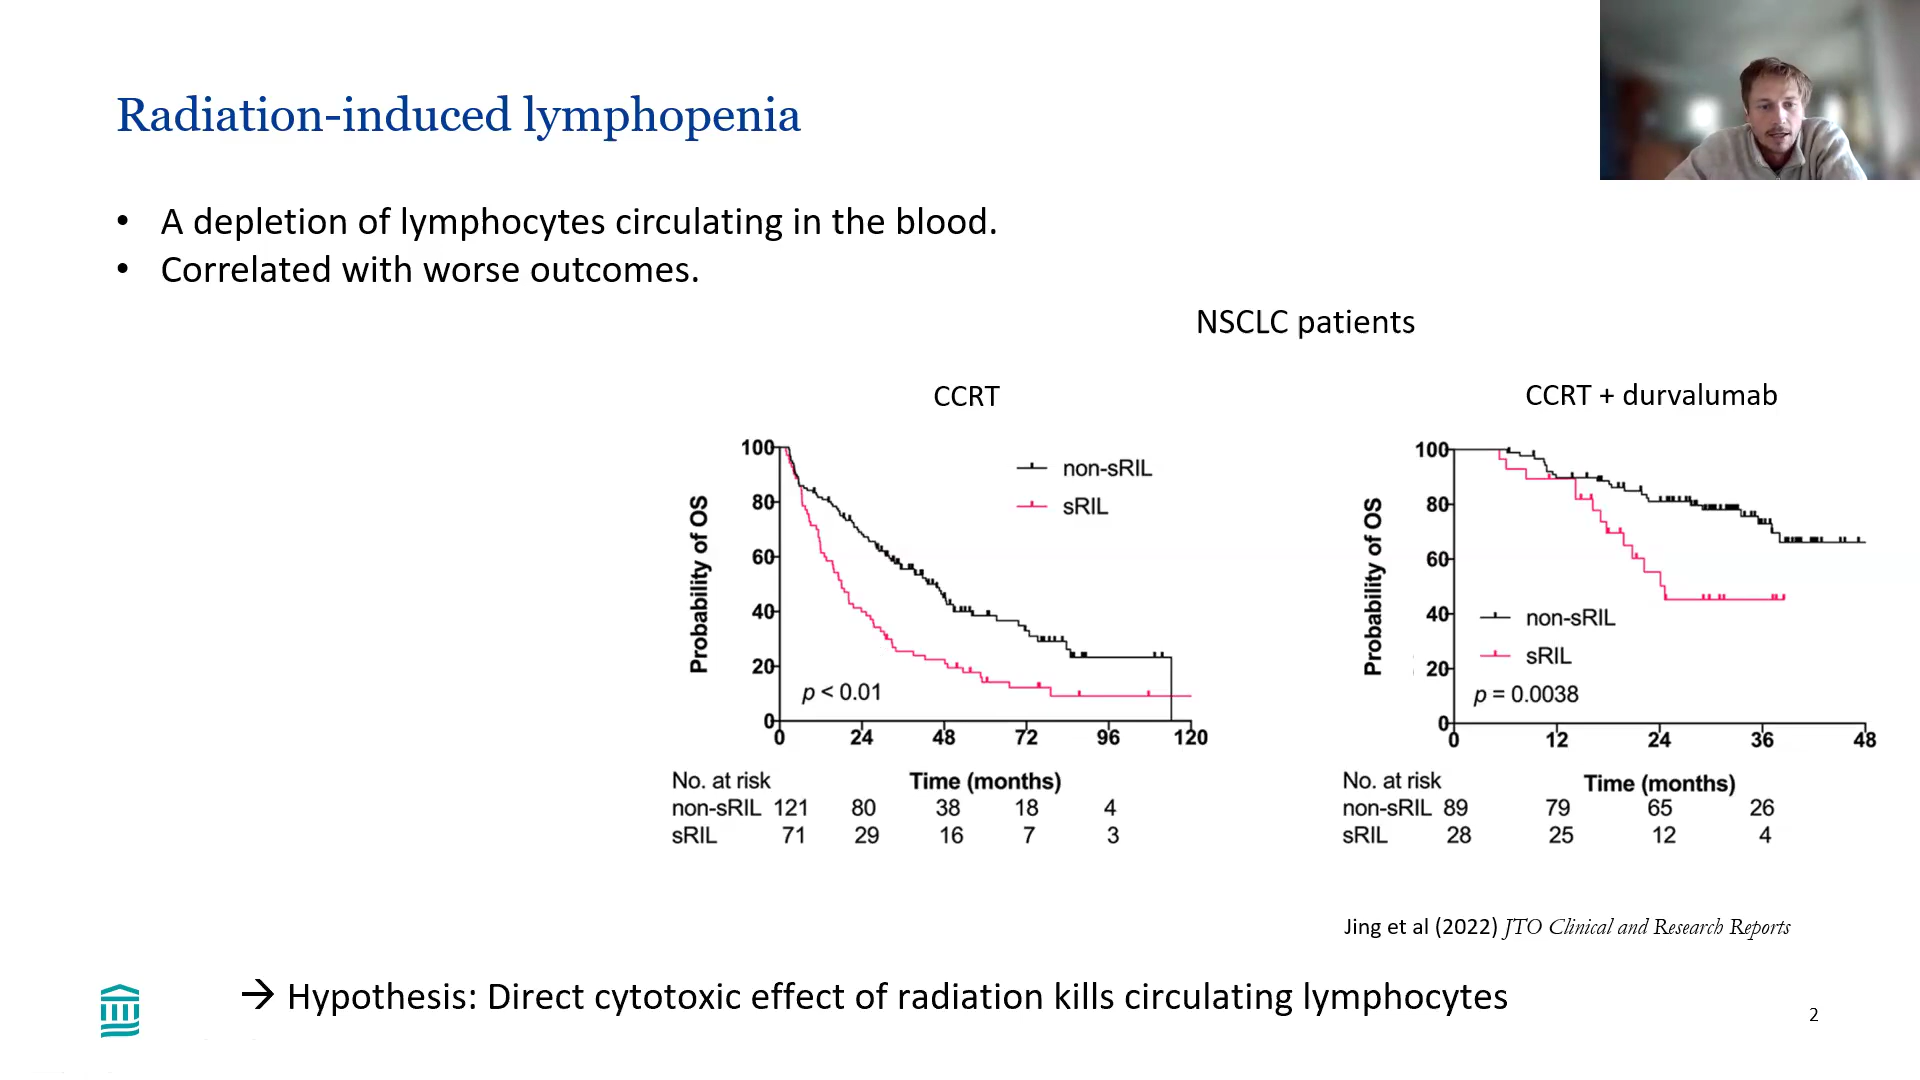 Radiation-induced lymphopenia
• A depletion of lymphocytes circulating in the blood.
• Correlated with worse outcomes.
NSCLC patients
CCRT
100
80
60
40
20
0
Probability of OS
non-sRIL
sRIL
p < 0.01
0 24 48 72 96 120
Time (months)
No. at risk
non-sRIL 121 80 38 18 4
sRIL 71 29 16 7 3
CCRT + durvalumab
100
80
60
40
20
0
Probability of OS
non-sRIL
sRIL
p = 0.0038
0 12 24 36 48
Time (months)
No. at risk
non-sRIL 89 79 65 26
sRIL 28 25 12 4
Jing et al (2022) JTO Clinical and Research Reports
→ Hypothesis: Direct cytotoxic effect of radiation kills circulating lymphocytes
2